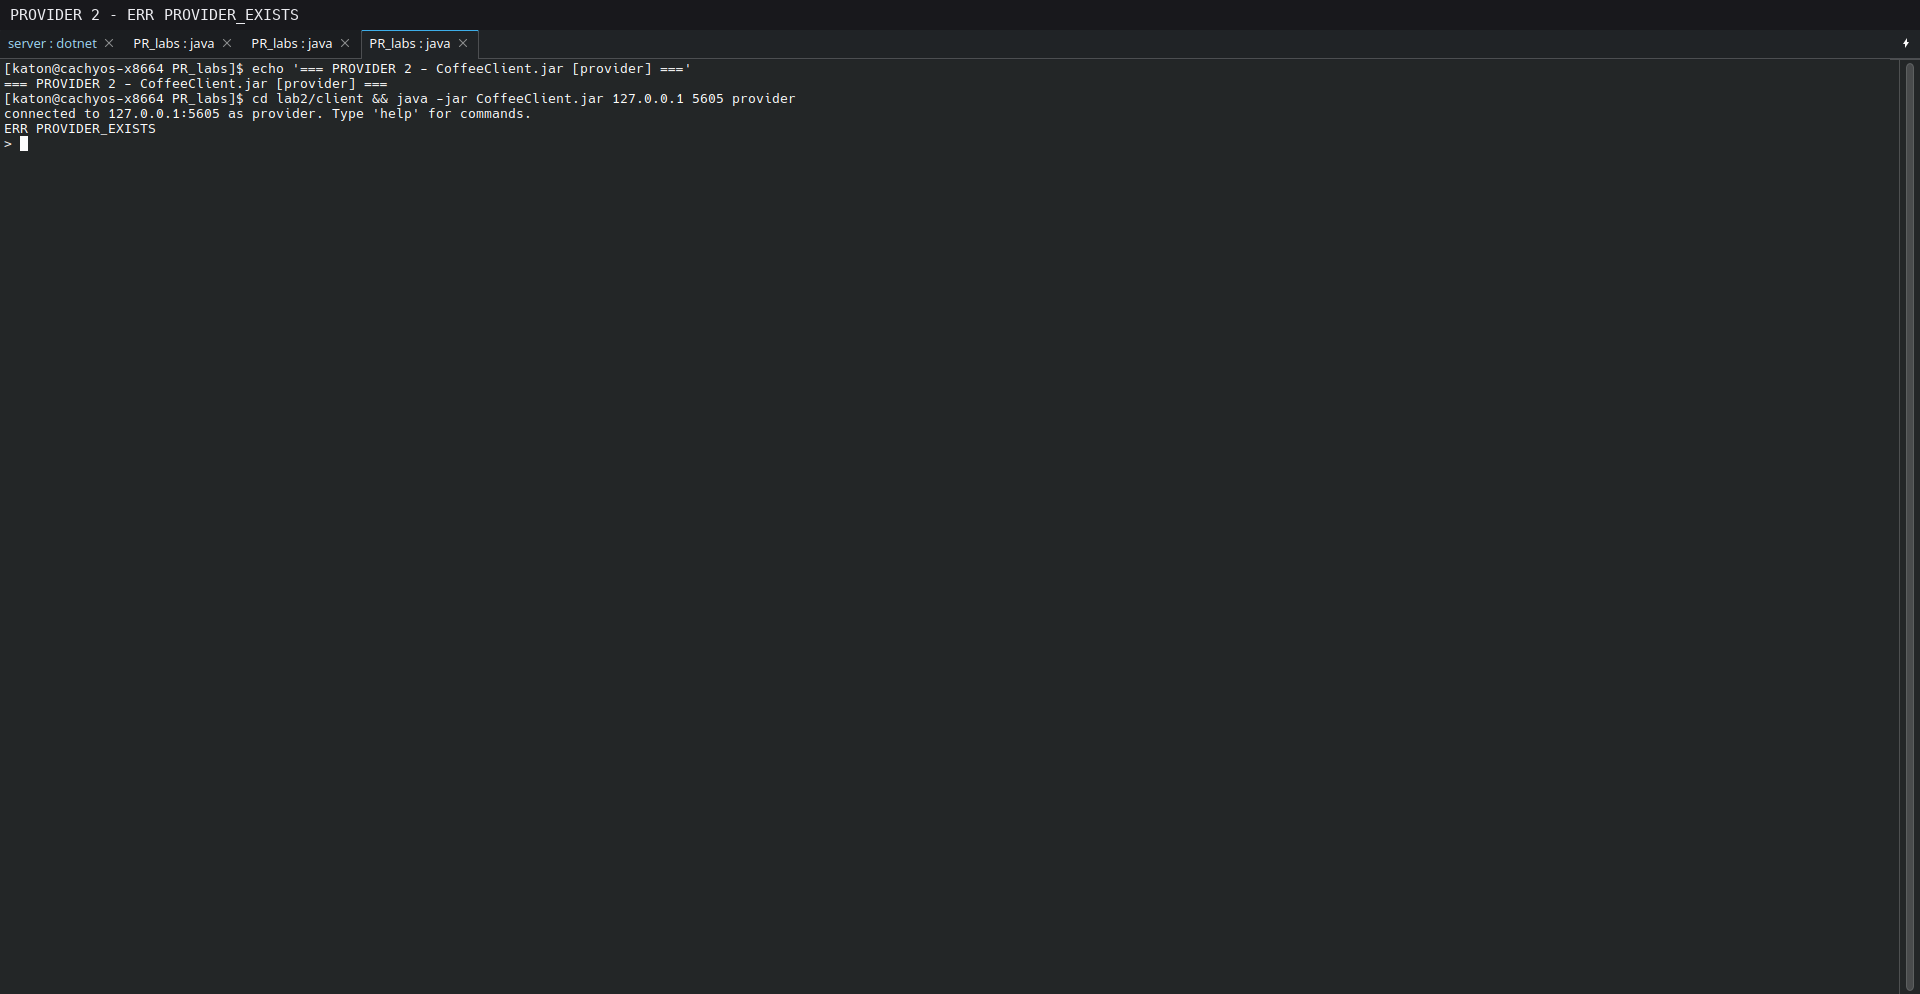 PROVIDER 2 - ERR PROVIDER_EXISTS
server : dotnet PR_labs : java PR_labs : java PR_labs : java
[katon@cachyos-x8664 PR_labs]$ echo '=== PROVIDER 2 - CoffeeClient.jar [provider] ==='
=== PROVIDER 2 - CoffeeClient.jar [provider] ===
[katon@cachyos-x8664 PR_labs]$ cd lab2/client && java -jar CoffeeClient.jar 127.0.0.1 5605 provider
connected to 127.0.0.1:5605 as provider. Type 'help' for commands.
ERR PROVIDER_EXISTS
>